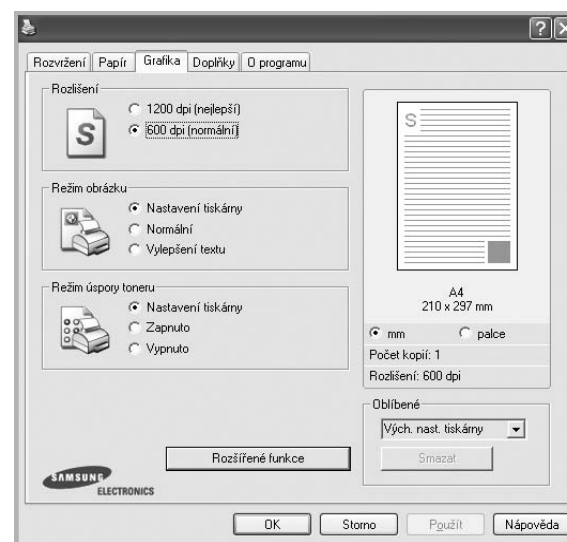 Rozvržení Papír Grafika Doplňky O programu
Rozlišení
S
1200 dpi (nejlepší)
600 dpi (normální)
Režim obrázku
Nastavení tiskárny
Normální
Vylepšení textu
Režim úspory toneru
Nastavení tiskárny
Zapnuto
Vypnuto
Rozšířené funkce
SAMSUNG
ELECTRONICS
S
A4
210 x 297 mm
mm palce
Počet kopií: 1
Rozlišení: 600 dpi
Oblíbené
Vých. nast. tiskárny
Smazat
OK Storno Použít Nápověda